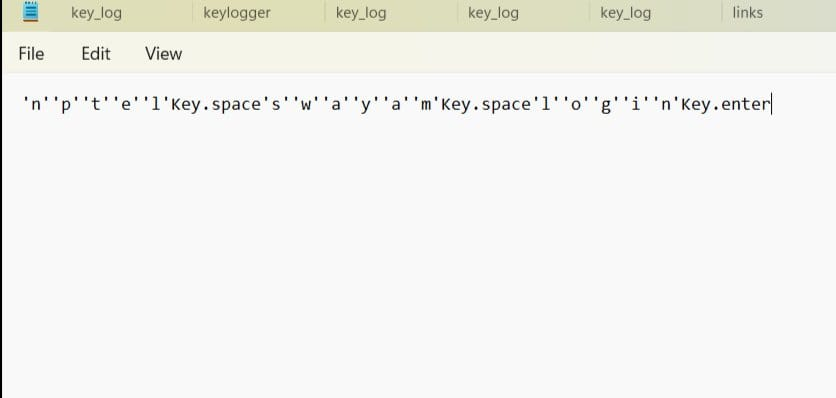 key_log keylogger key_log key_log key_log links
File Edit View
'n''p''t''e''l'Key.space's''w''a''y''a''m'Key.space'l''o''g''i''n'Key.enter